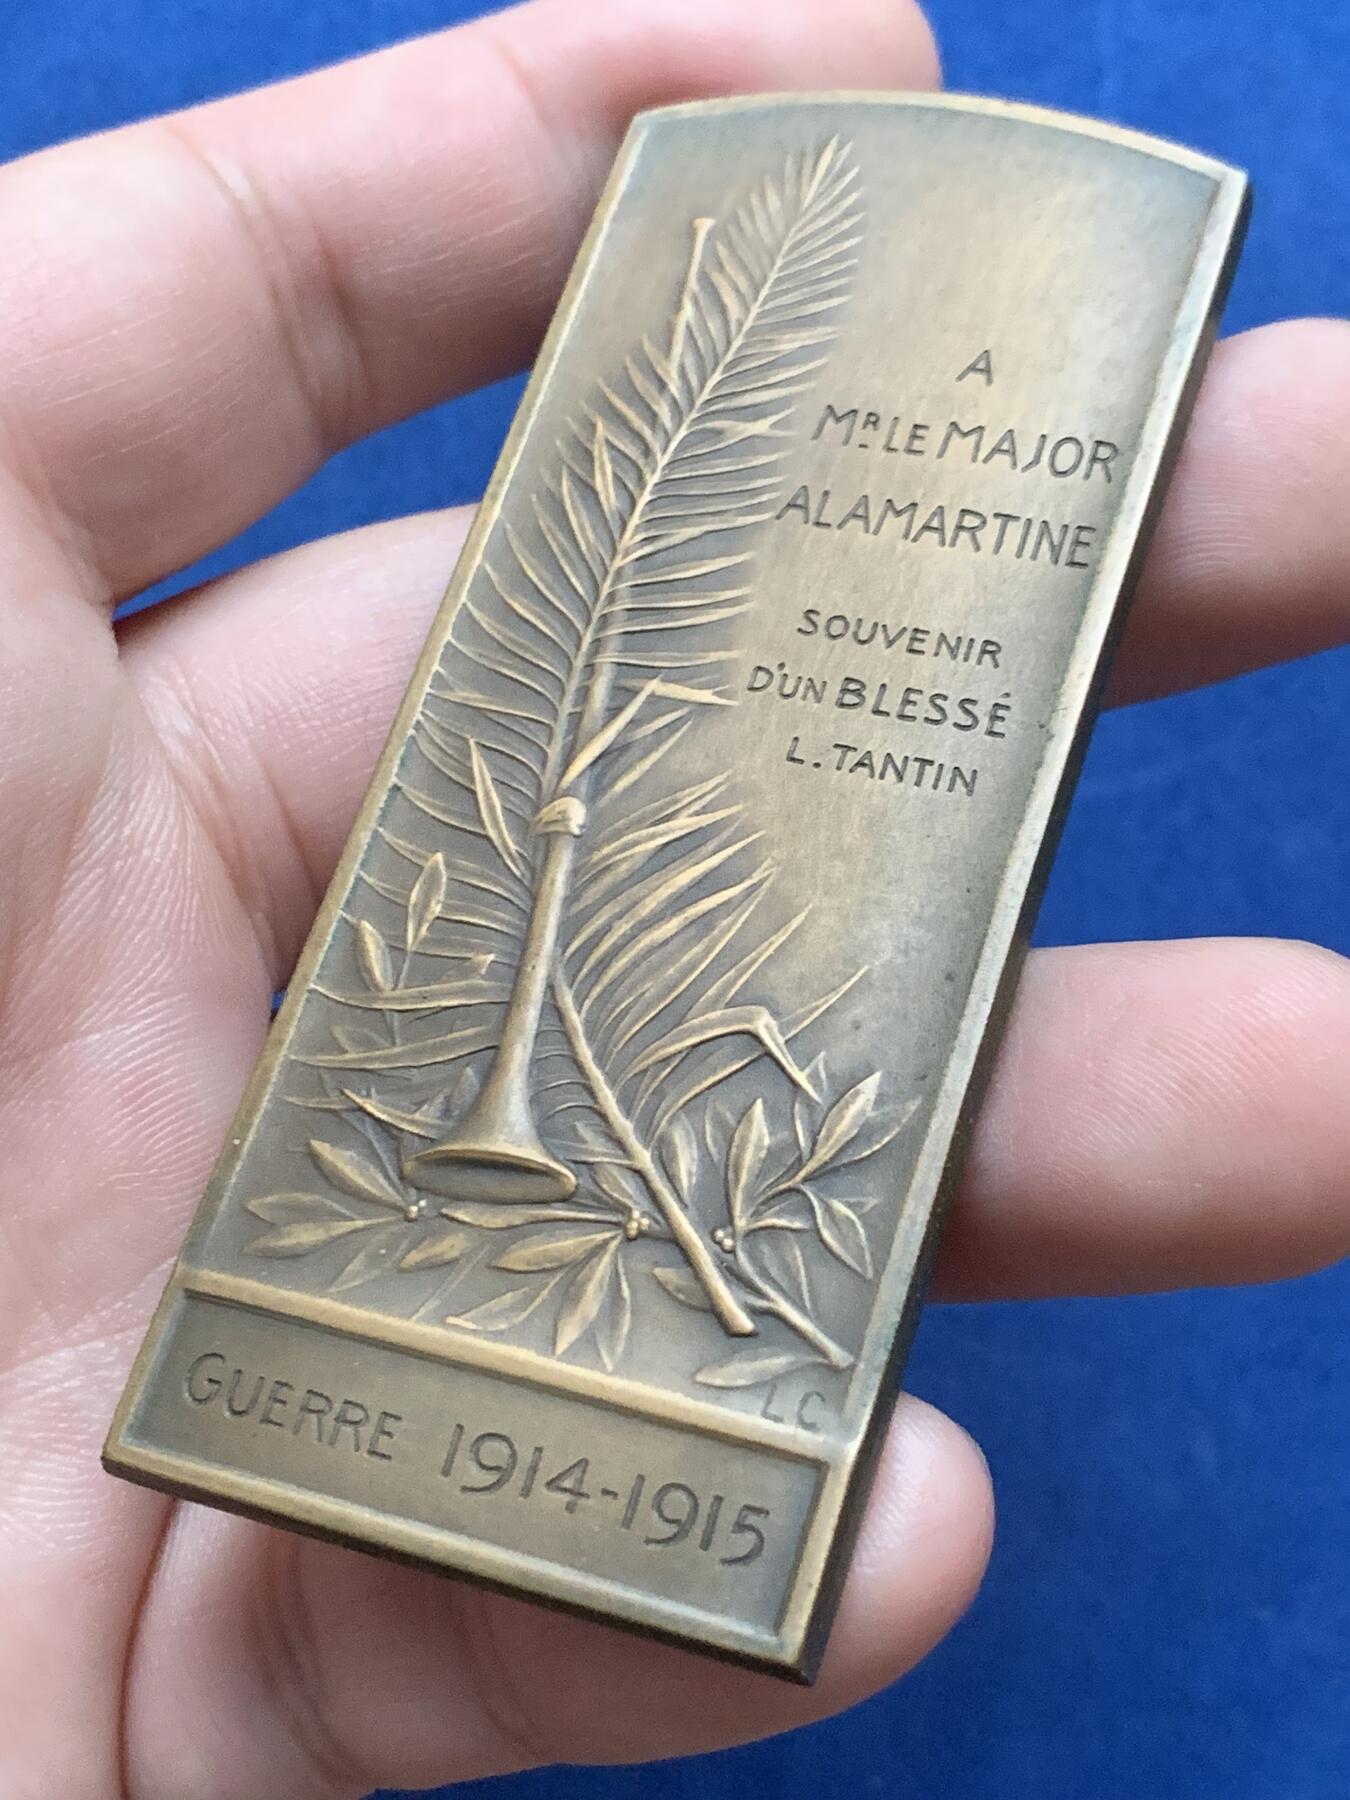 A
MR LE MAJOR
ALAMARTINE
SOUVENIR
D'UN BLESSÉ
L. TANTIN
LC
GUERRE 1914-1915